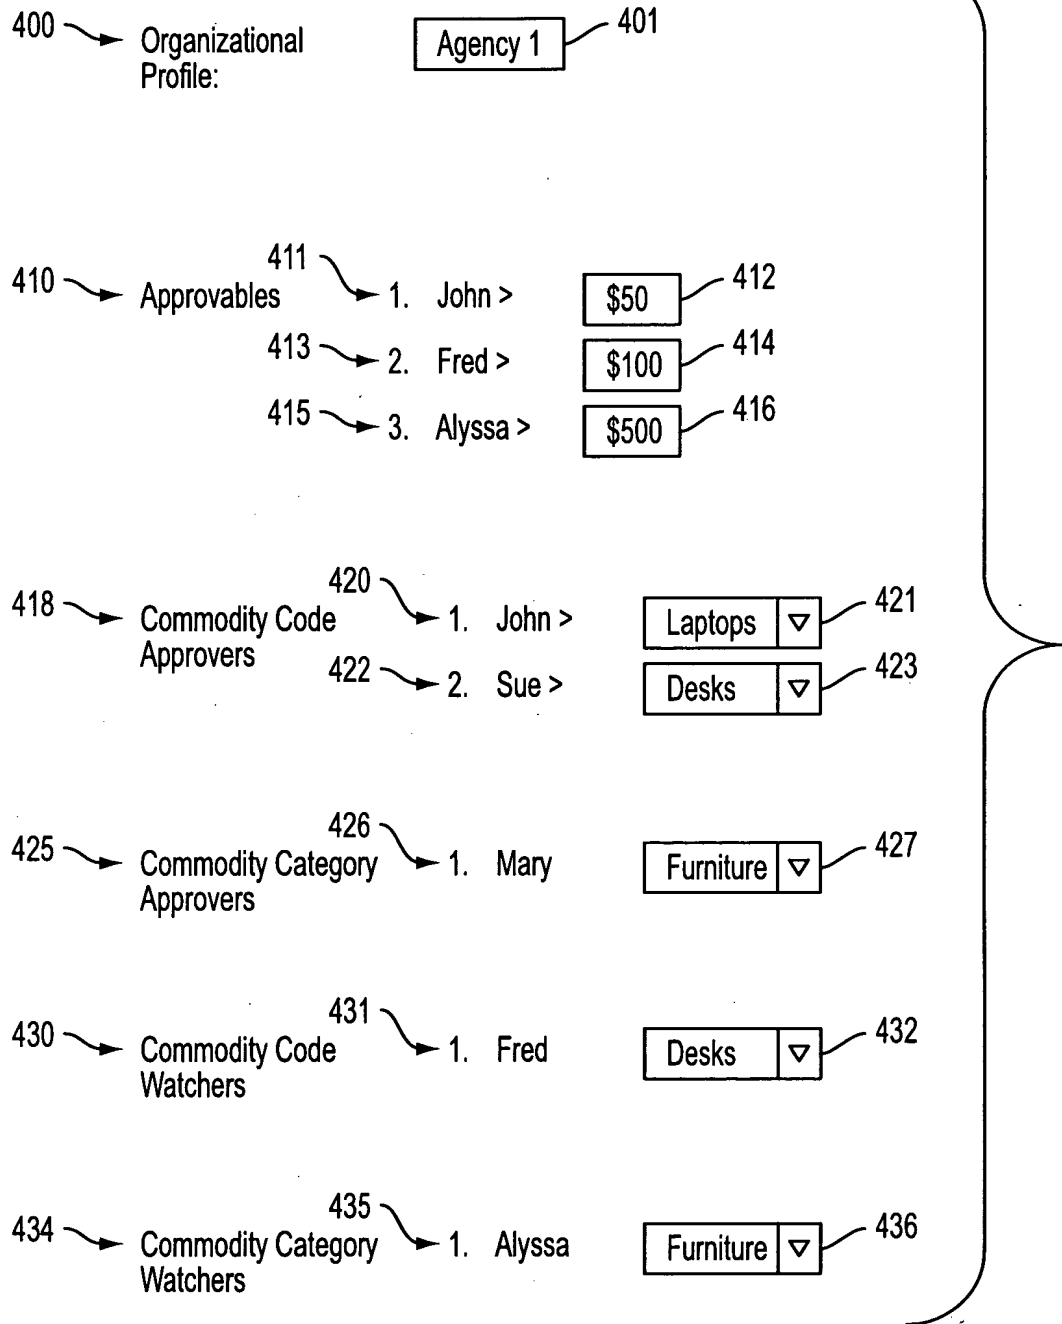 400 Organizational Agency 1 401
Profile:
411
410 Approvables 1. John > $50 412
413 2. Fred > $100 414
415 3. Alyssa > $500 416
420
418 Commodity Code 1. John > Laptops 421
Approvers
422 2. Sue > Desks 423
426
425 Commodity Category 1. Mary Furniture 427
Approvers
431
430 Commodity Code 1. Fred Desks 432
Watchers
435
434 Commodity Category 1. Alyssa Furniture 436
Watchers